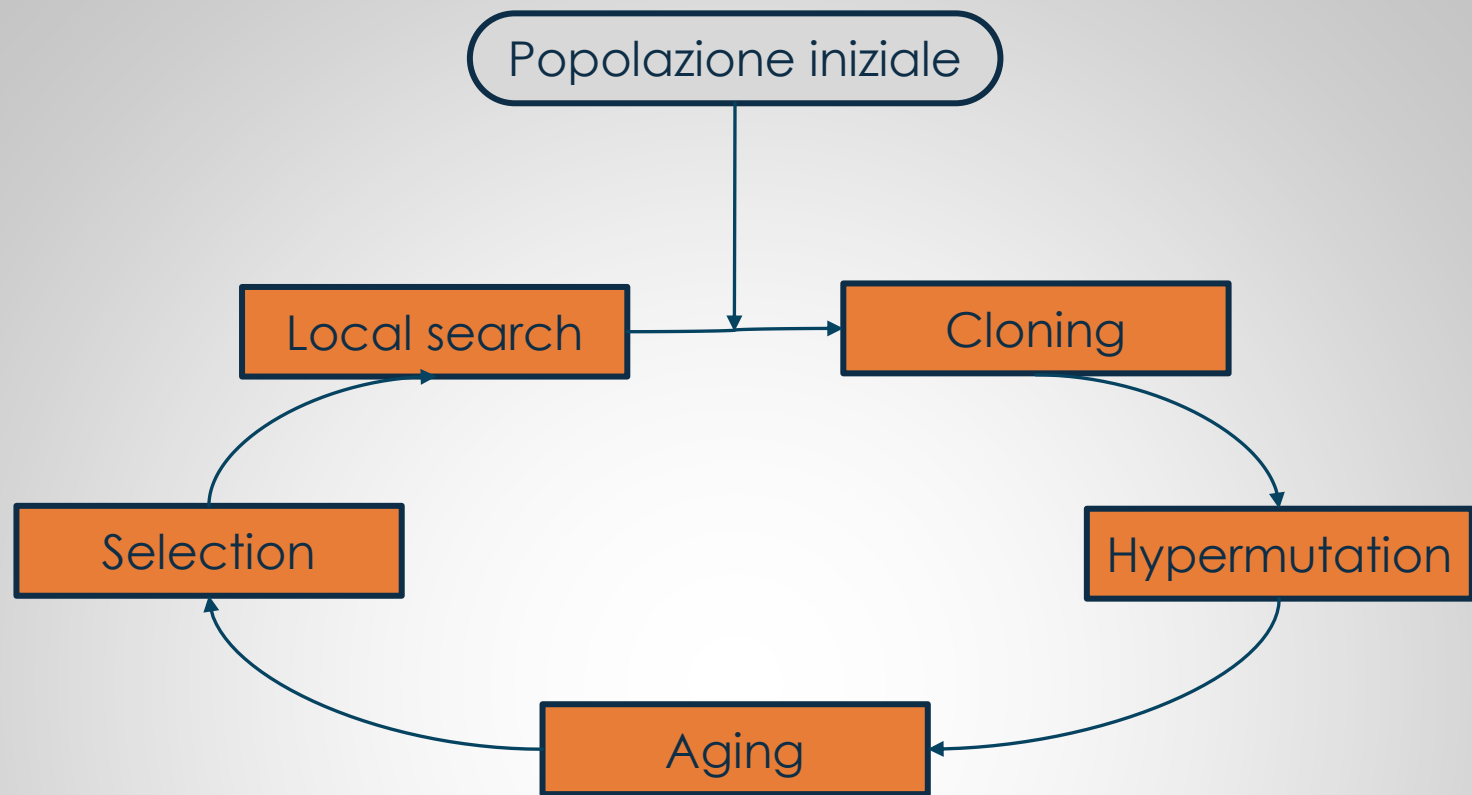 Popolazione iniziale
Local search
Cloning
Selection
Hypermutation
Aging